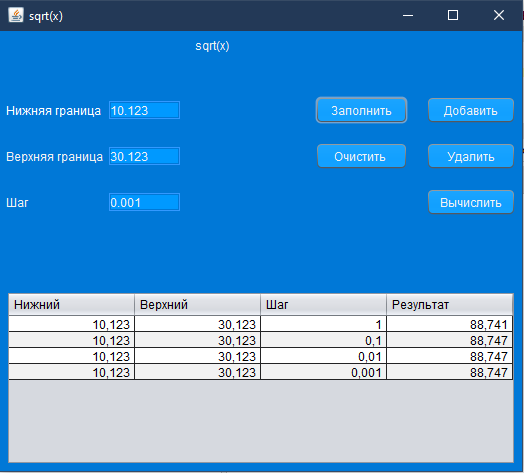 sqrt(x)
sqrt(x)
Нижняя граница 10.123 Заполнить Добавить
Верхняя граница 30.123 Очистить Удалить
Шаг 0.001 Вычислить
Нижний Верхний Шаг Результат
10,123 30,123 1 88,741
10,123 30,123 0,1 88,747
10,123 30,123 0,01 88,747
10,123 30,123 0,001 88,747